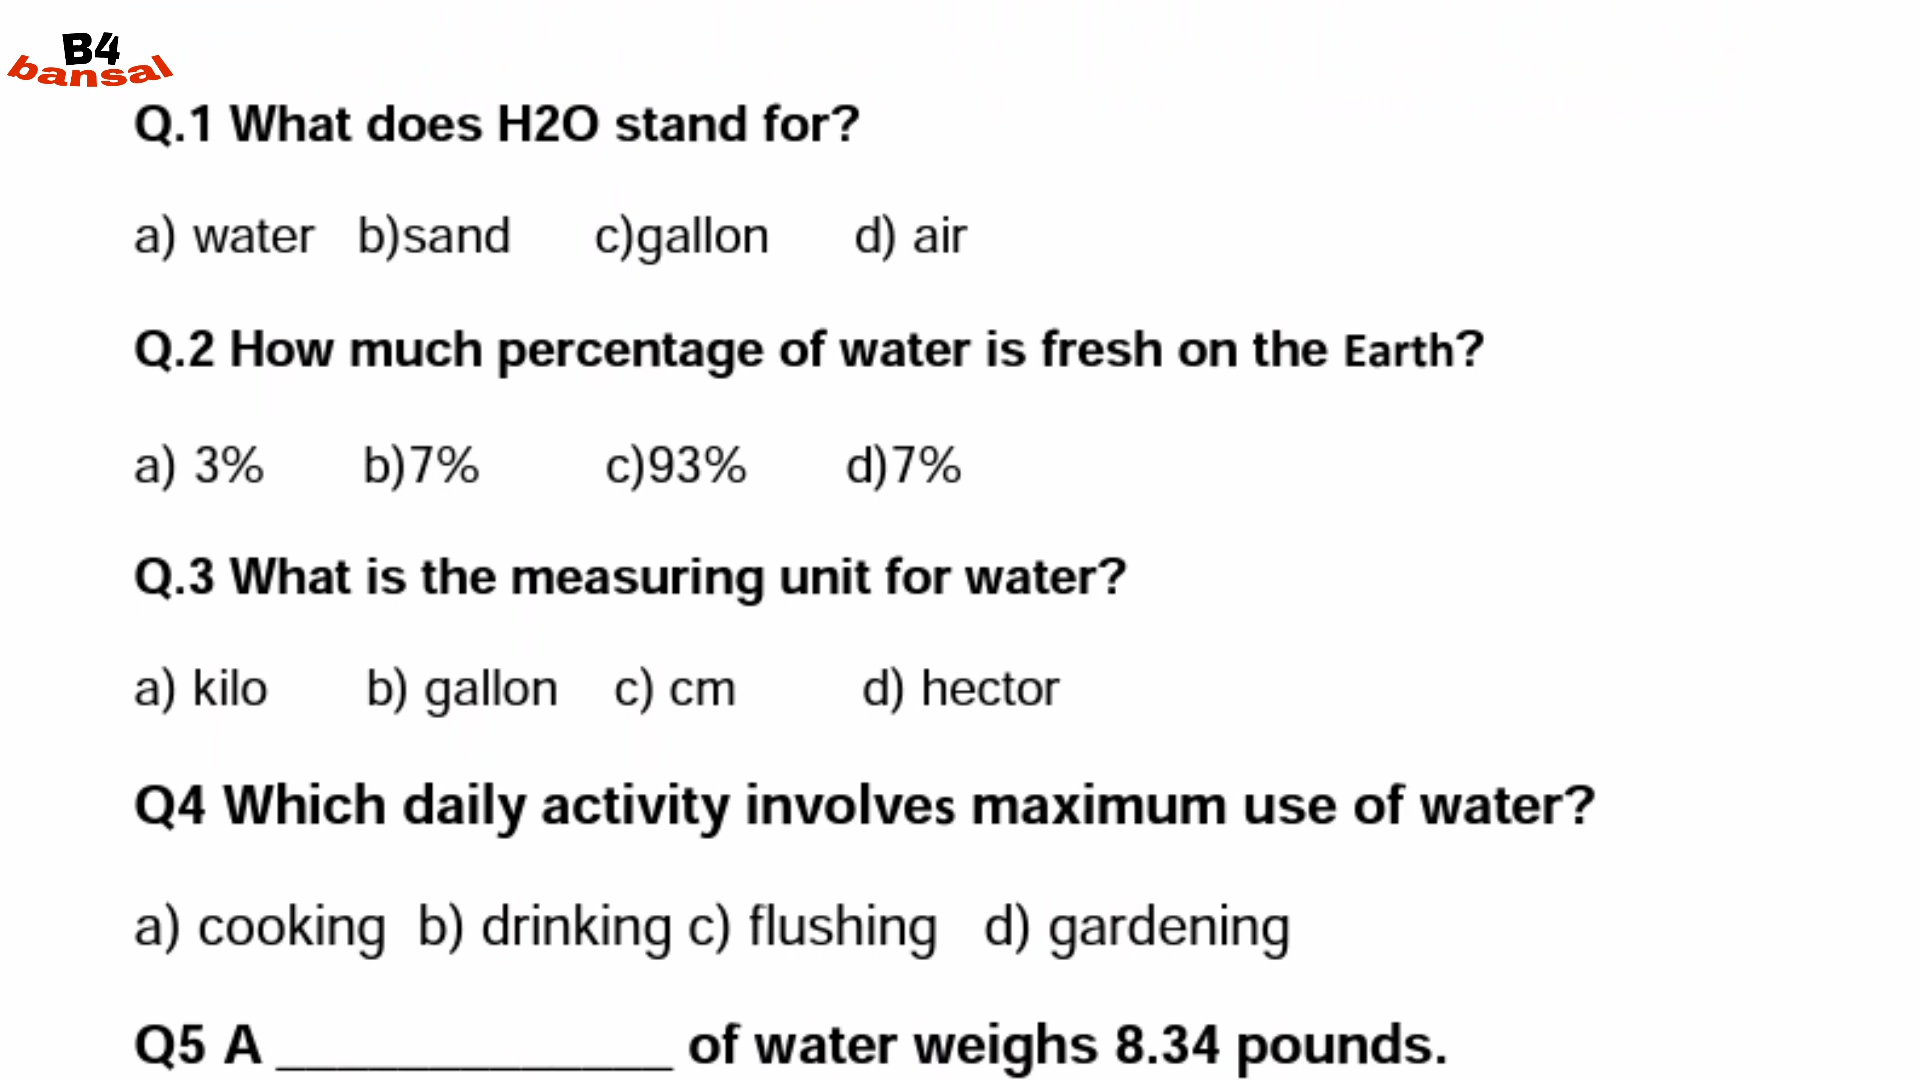 B4
bansal
Q.1 What does H2O stand for?
a) water b)sand c)gallon d) air
Q.2 How much percentage of water is fresh on the Earth?
a) 3% b)7% c)93% d)7%
Q.3 What is the measuring unit for water?
a) kilo b) gallon c) cm d) hector
Q4 Which daily activity involves maximum use of water?
a) cooking b) drinking c) flushing d) gardening
Q5 A _____________ of water weighs 8.34 pounds.